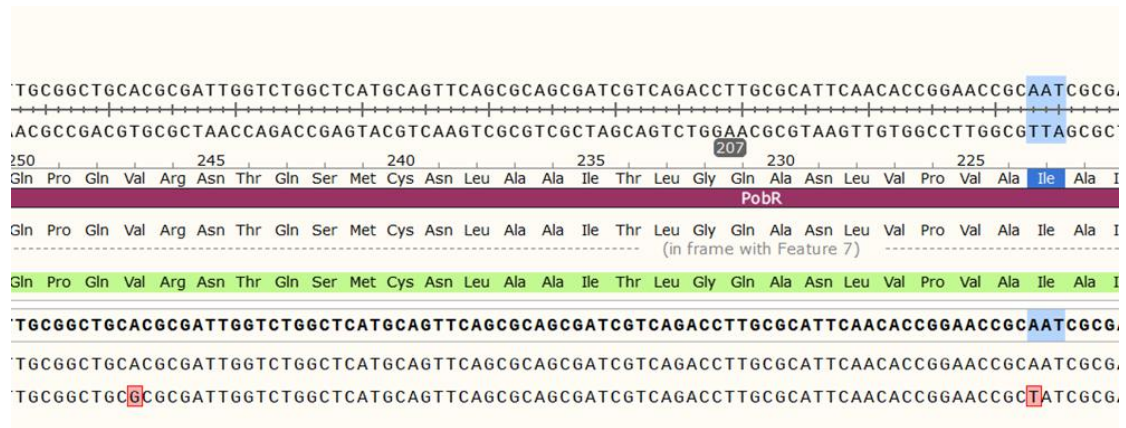 TGCGGCTGCACGCGATTGGTCTGGCTCATGCAGTTCAGCGCAGCGATCGTCAGACCTTGCGCATTCAACACCGGAACCGCAATCGCGA
AACGCCGACGTGCGCTAACCAGACCGAGTACGTCAAGTCGCGTCGCTAGCAGTCTGGAACGCGTAAGTTGTGGCCTTGGCGTTAGCGC
207
250 245 240 235 230 225
Gln Pro Gln Val Arg Asn Thr Gln Ser Met Cys Asn Leu Ala Ala Ile Thr Leu Gly Gln Ala Asn Leu Val Pro Val Ala Ile Ala
PobR
Gln Pro Gln Val Arg Asn Thr Gln Ser Met Cys Asn Leu Ala Ala Ile Thr Leu Gly Gln Ala Asn Leu Val Pro Val Ala Ile Ala
(in frame with Feature 7)
Gln Pro Gln Val Arg Asn Thr Gln Ser Met Cys Asn Leu Ala Ala Ile Thr Leu Gly Gln Ala Asn Leu Val Pro Val Ala Ile Ala
TGCGGCTGCACGCGATTGGTCTGGCTCATGCAGTTCAGCGCAGCGATCGTCAGACCTTGCGCATTCAACACCGGAACCGCAATCGCGA
TGCGGCTGCACGCGATTGGTCTGGCTCATGCAGTTCAGCGCAGCGATCGTCAGACCTTGCGCATTCAACACCGGAACCGCAATCGCGA
TGCGGCTGCGCGCGATTGGTCTGGCTCATGCAGTTCAGCGCAGCGATCGTCAGACCTTGCGCATTCAACACCGGAACCGCTATCGCGA